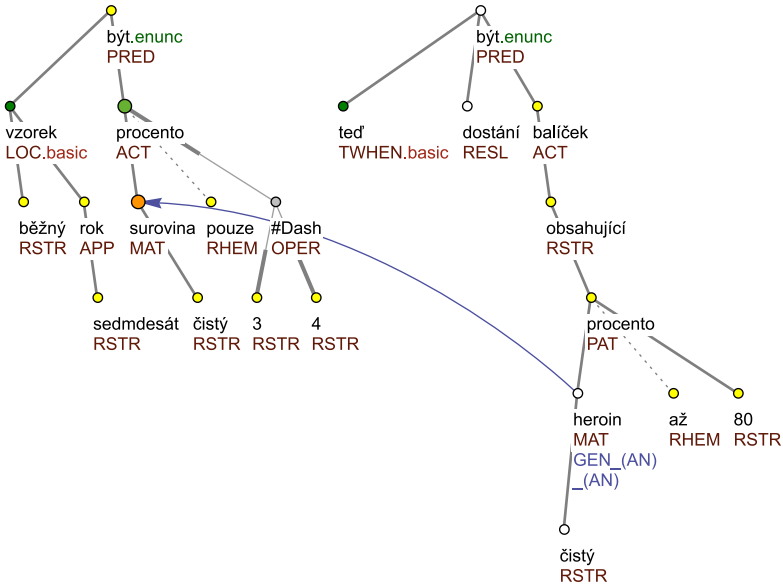 být.enunc
PRED
být.enunc
PRED
vzorek
LOC.basic
procento
ACT
teď
TWHEN.basic
dostání
RESL
balíček
ACT
běžný
RSTR
rok
APP
surovina
MAT
pouze
RHEM
#Dash
OPER
obsahující
RSTR
sedmdesát
RSTR
čistý
RSTR
3
RSTR
4
RSTR
procento
PAT
heroin
MAT
GEN_(AN)
_(AN)
až
RHEM
80
RSTR
čistý
RSTR